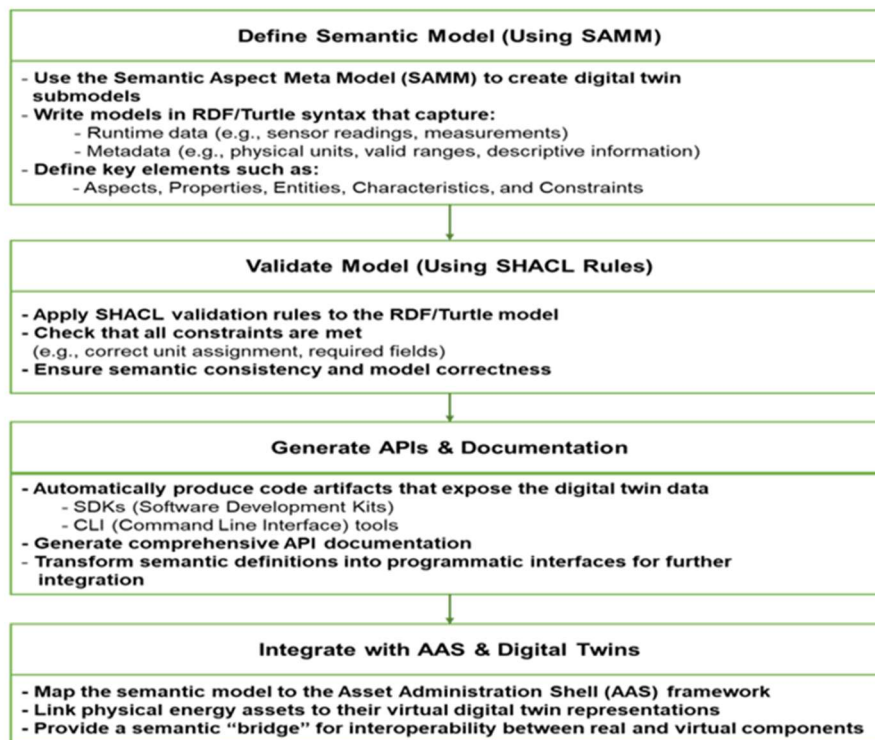 Define Semantic Model (Using SAMM)
- Use the Semantic Aspect Meta Model (SAMM) to create digital twin
submodels
- Write models in RDF/Turtle syntax that capture:
- Runtime data (e.g., sensor readings, measurements)
- Metadata (e.g., physical units, valid ranges, descriptive information)
- Define key elements such as:
- Aspects, Properties, Entities, Characteristics, and Constraints
Validate Model (Using SHACL Rules)
- Apply SHACL validation rules to the RDF/Turtle model
- Check that all constraints are met
(e.g., correct unit assignment, required fields)
- Ensure semantic consistency and model correctness
Generate APIs & Documentation
- Automatically produce code artifacts that expose the digital twin data
- SDKs (Software Development Kits)
- CLI (Command Line Interface) tools
- Generate comprehensive API documentation
- Transform semantic definitions into programmatic interfaces for further
integration
Integrate with AAS & Digital Twins
- Map the semantic model to the Asset Administration Shell (AAS) framework
- Link physical energy assets to their virtual digital twin representations
- Provide a semantic “bridge” for interoperability between real and virtual components